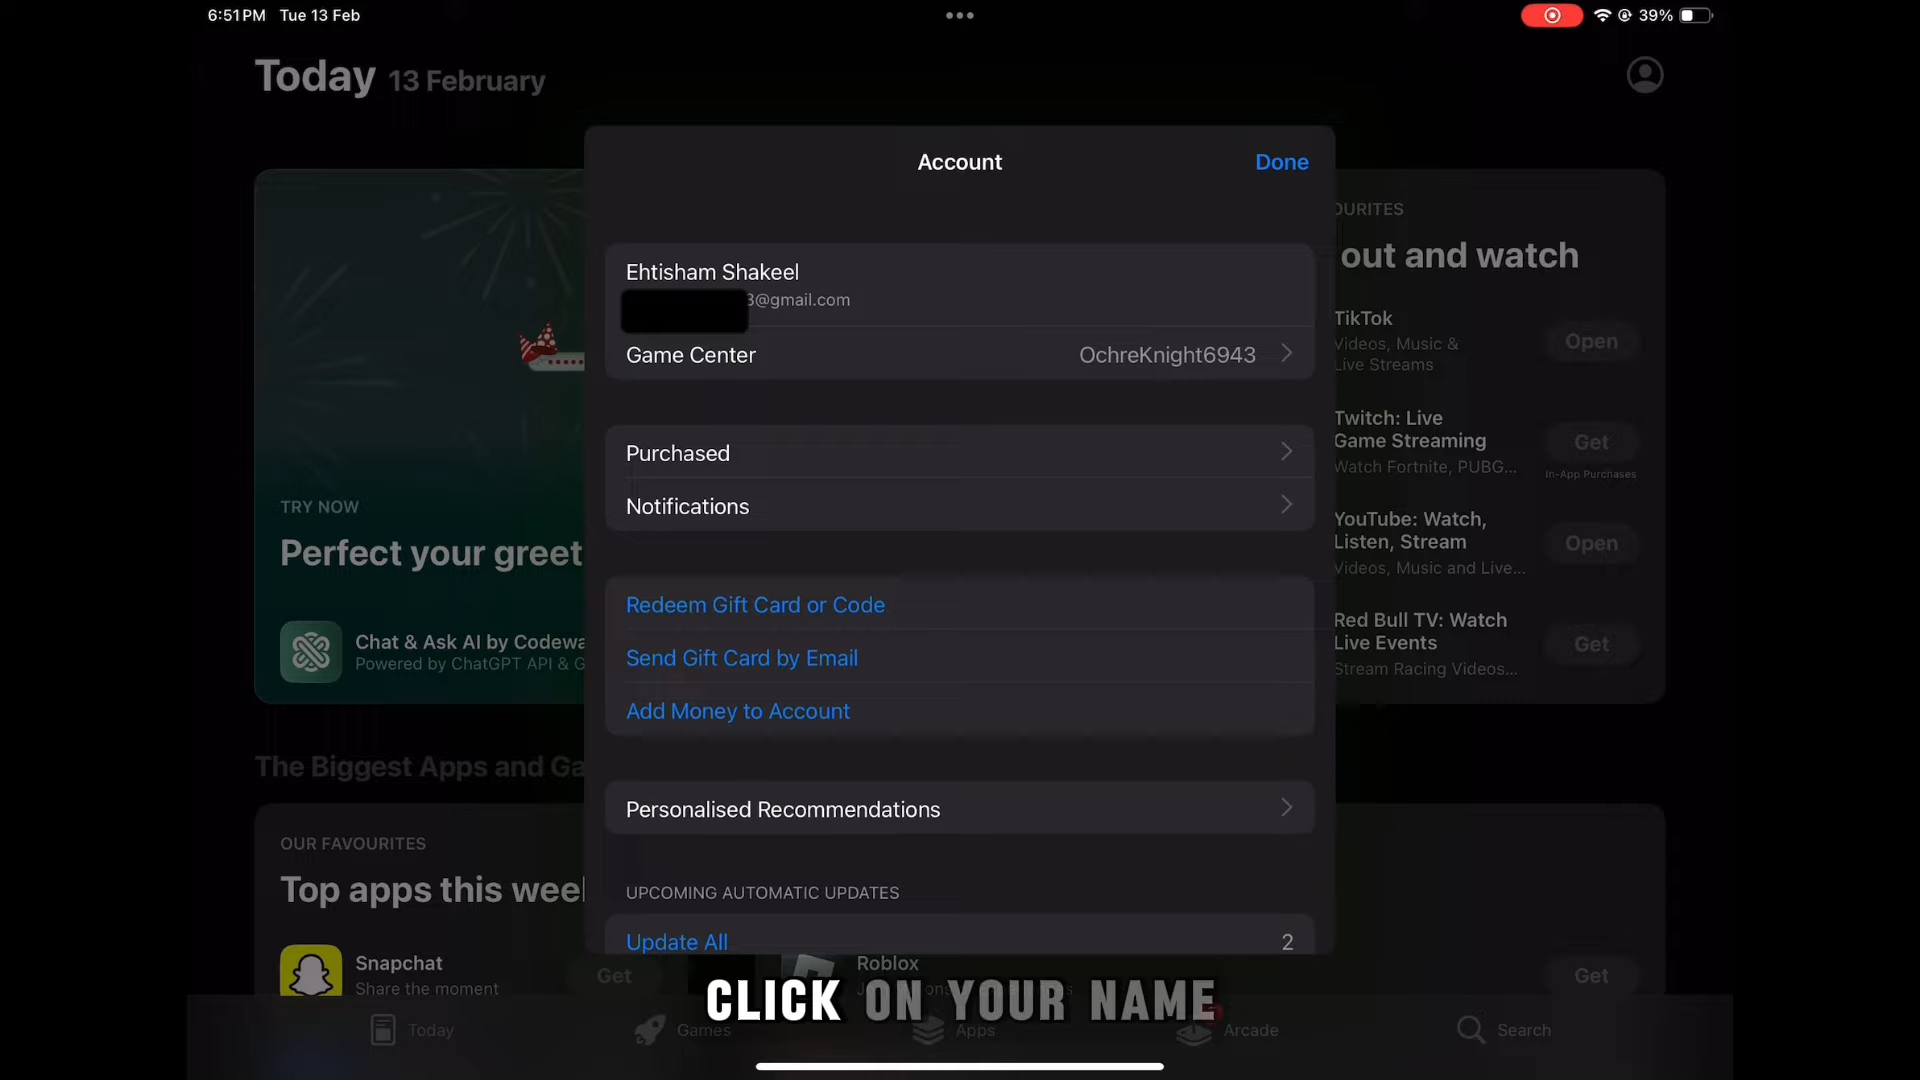 6:51 PM Tue 13 Feb
39%
Today 13 February
Account
Done
Ehtisham Shakeel
3@gmail.com
Game Center
OchreKnight6943
Purchased
Notifications
Redeem Gift Card or Code
Send Gift Card by Email
Add Money to Account
Personalised Recommendations
UPCOMING AUTOMATIC UPDATES
Update All
2
TRY NOW
Perfect your greet
Chat & Ask AI by Codewa
Powered by ChatGPT API & G
OURITES
out and watch
TikTok
Videos, Music &
Live Streams
Open
Twitch: Live
Game Streaming
Watch Fortnite, PUBG...
Get
In-App Purchases
YouTube: Watch,
Listen, Stream
Videos, Music and Live...
Open
Red Bull TV: Watch
Live Events
Stream Racing Videos...
Get
The Biggest Apps and Ga
OUR FAVOURITES
Top apps this weel
Snapchat
Share the moment
Get
Roblox
Get
CLICK ON YOUR NAME
Today
Games
Apps
Arcade
Search